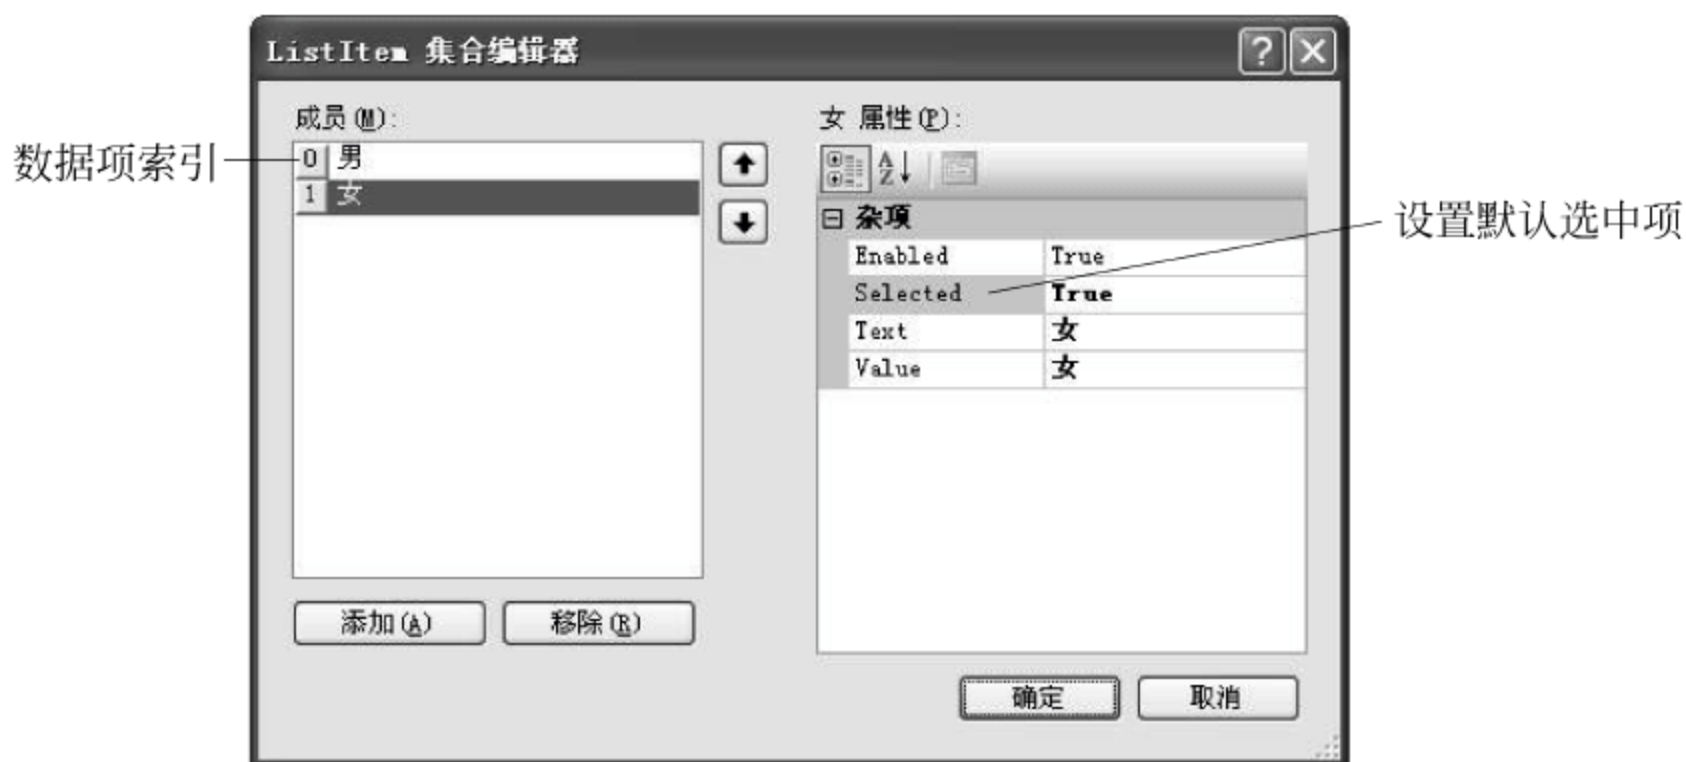 ListItem 集合编辑器
成员(M):
数据项索引
0 男
1 女
添加(A)
移除(R)
女 属性(P):
A
Z
杂项
Enabled True
Selected True
Text 女
Value 女
设置默认选中项
确定
取消